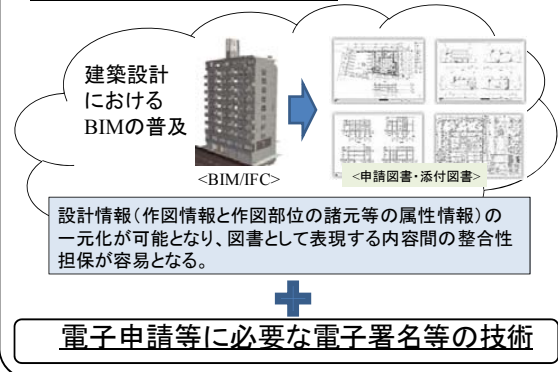 建築設計
における
BIMの普及
<BIM/IFC>
<申請図書・添付図書>
設計情報(作図情報と作図部位の諸元等の属性情報)の
一元化が可能となり、図書として表現する内容間の整合性
担保が容易となる。
電子申請等に必要な電子署名等の技術